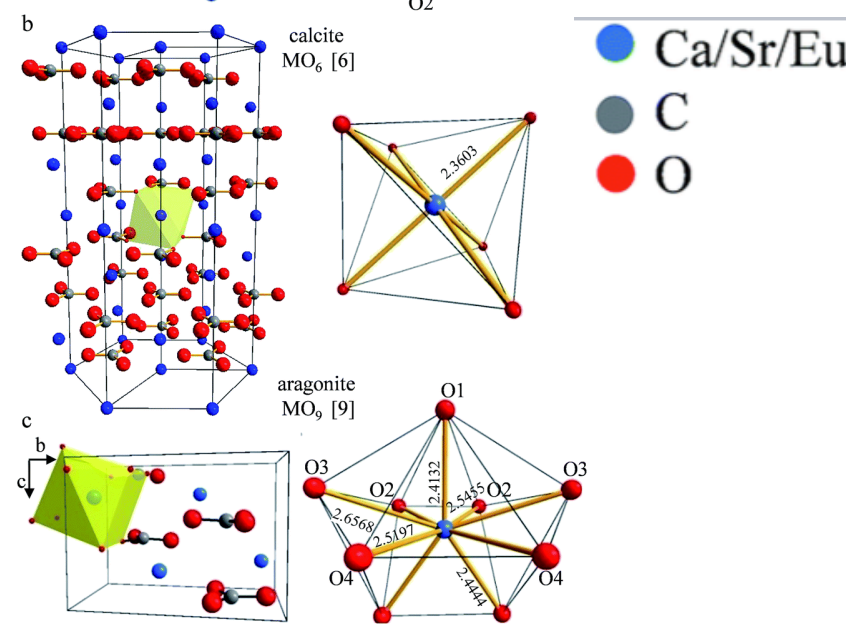 O2
b
calcite
MO₆ [6]
Ca/Sr/Eu
C
O
2.3603
aragonite
MO₉ [9]
c
b
c
O1
O3
O3
O2
O2
2.4132
2.5455
2.6568
2.5197
O4
O4
2.4444